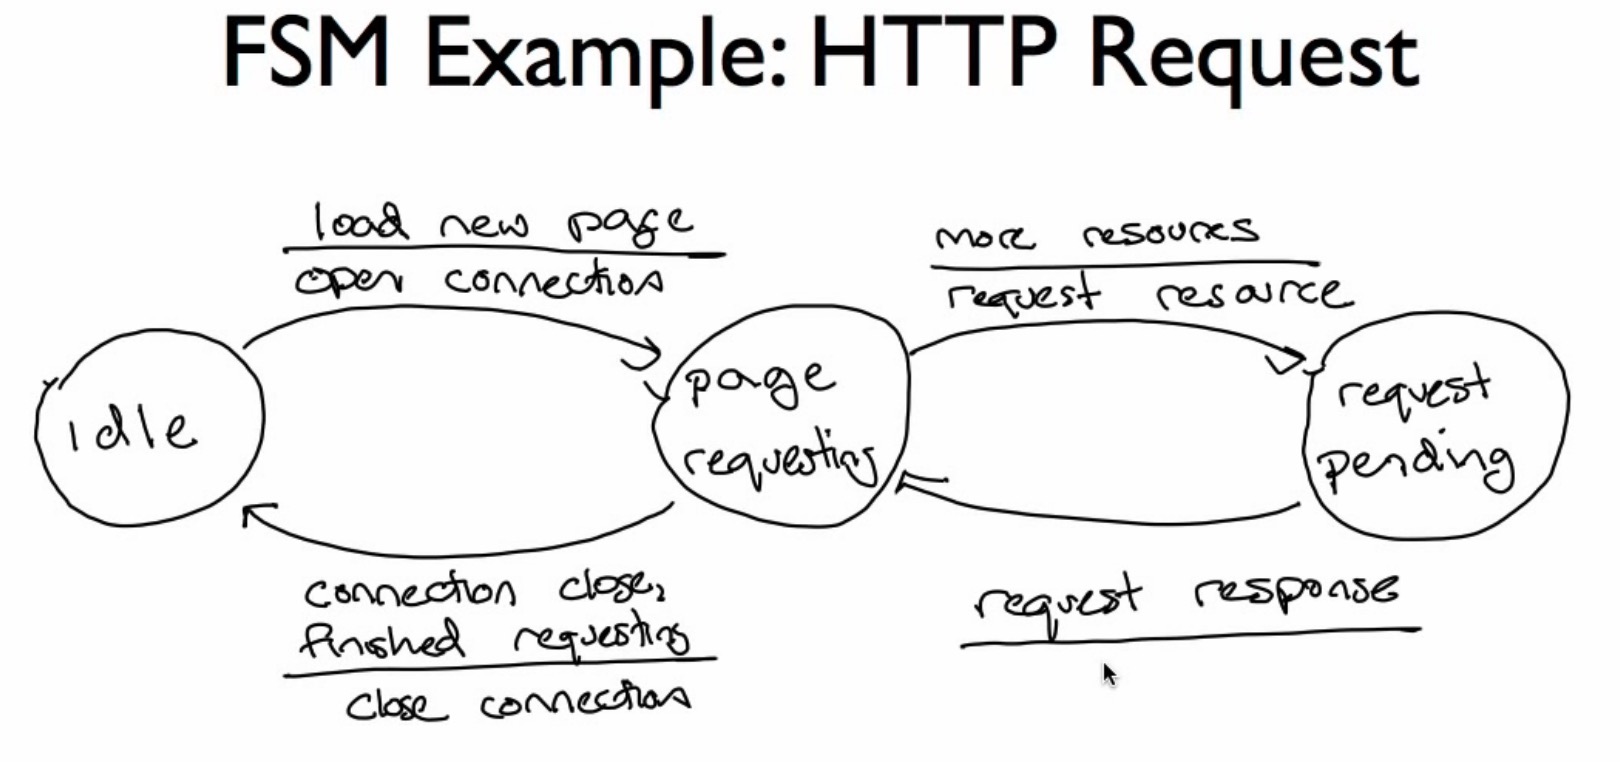 FSM Example: HTTP Request
load new page
open connection
more resources
request resource
idle
page
requesting
request
pending
connection close,
finished requesting
close connection
request response